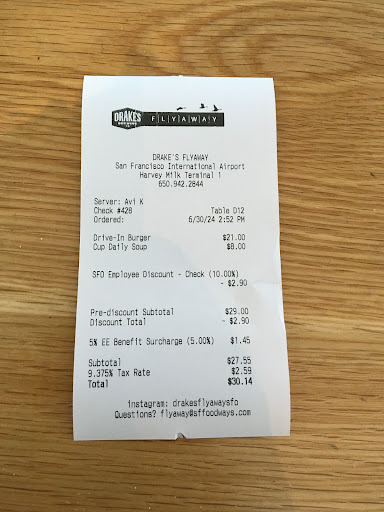 DRAKE'S
FLYAWAY
DRAKE'S FLYAWAY
San Francisco International Airport
Harvey Milk Terminal 1
650.942.2844
Server: Avi K
Check #428 Table D12
Ordered: 6/30/24 2:52 PM
Drive-In Burger $21.00
Cup Daily Soup $8.00
SFO Employee Discount - Check (10.00%)
- $2.90
Pre-discount Subtotal $29.00
Discount Total - $2.90
5% EE Benefit Surcharge (5.00%) $1.45
Subtotal $27.55
9.375% Tax Rate $2.59
Total $30.14
instagram: drakesflyawaysfo
Questions? flyaway@sffoodways.com